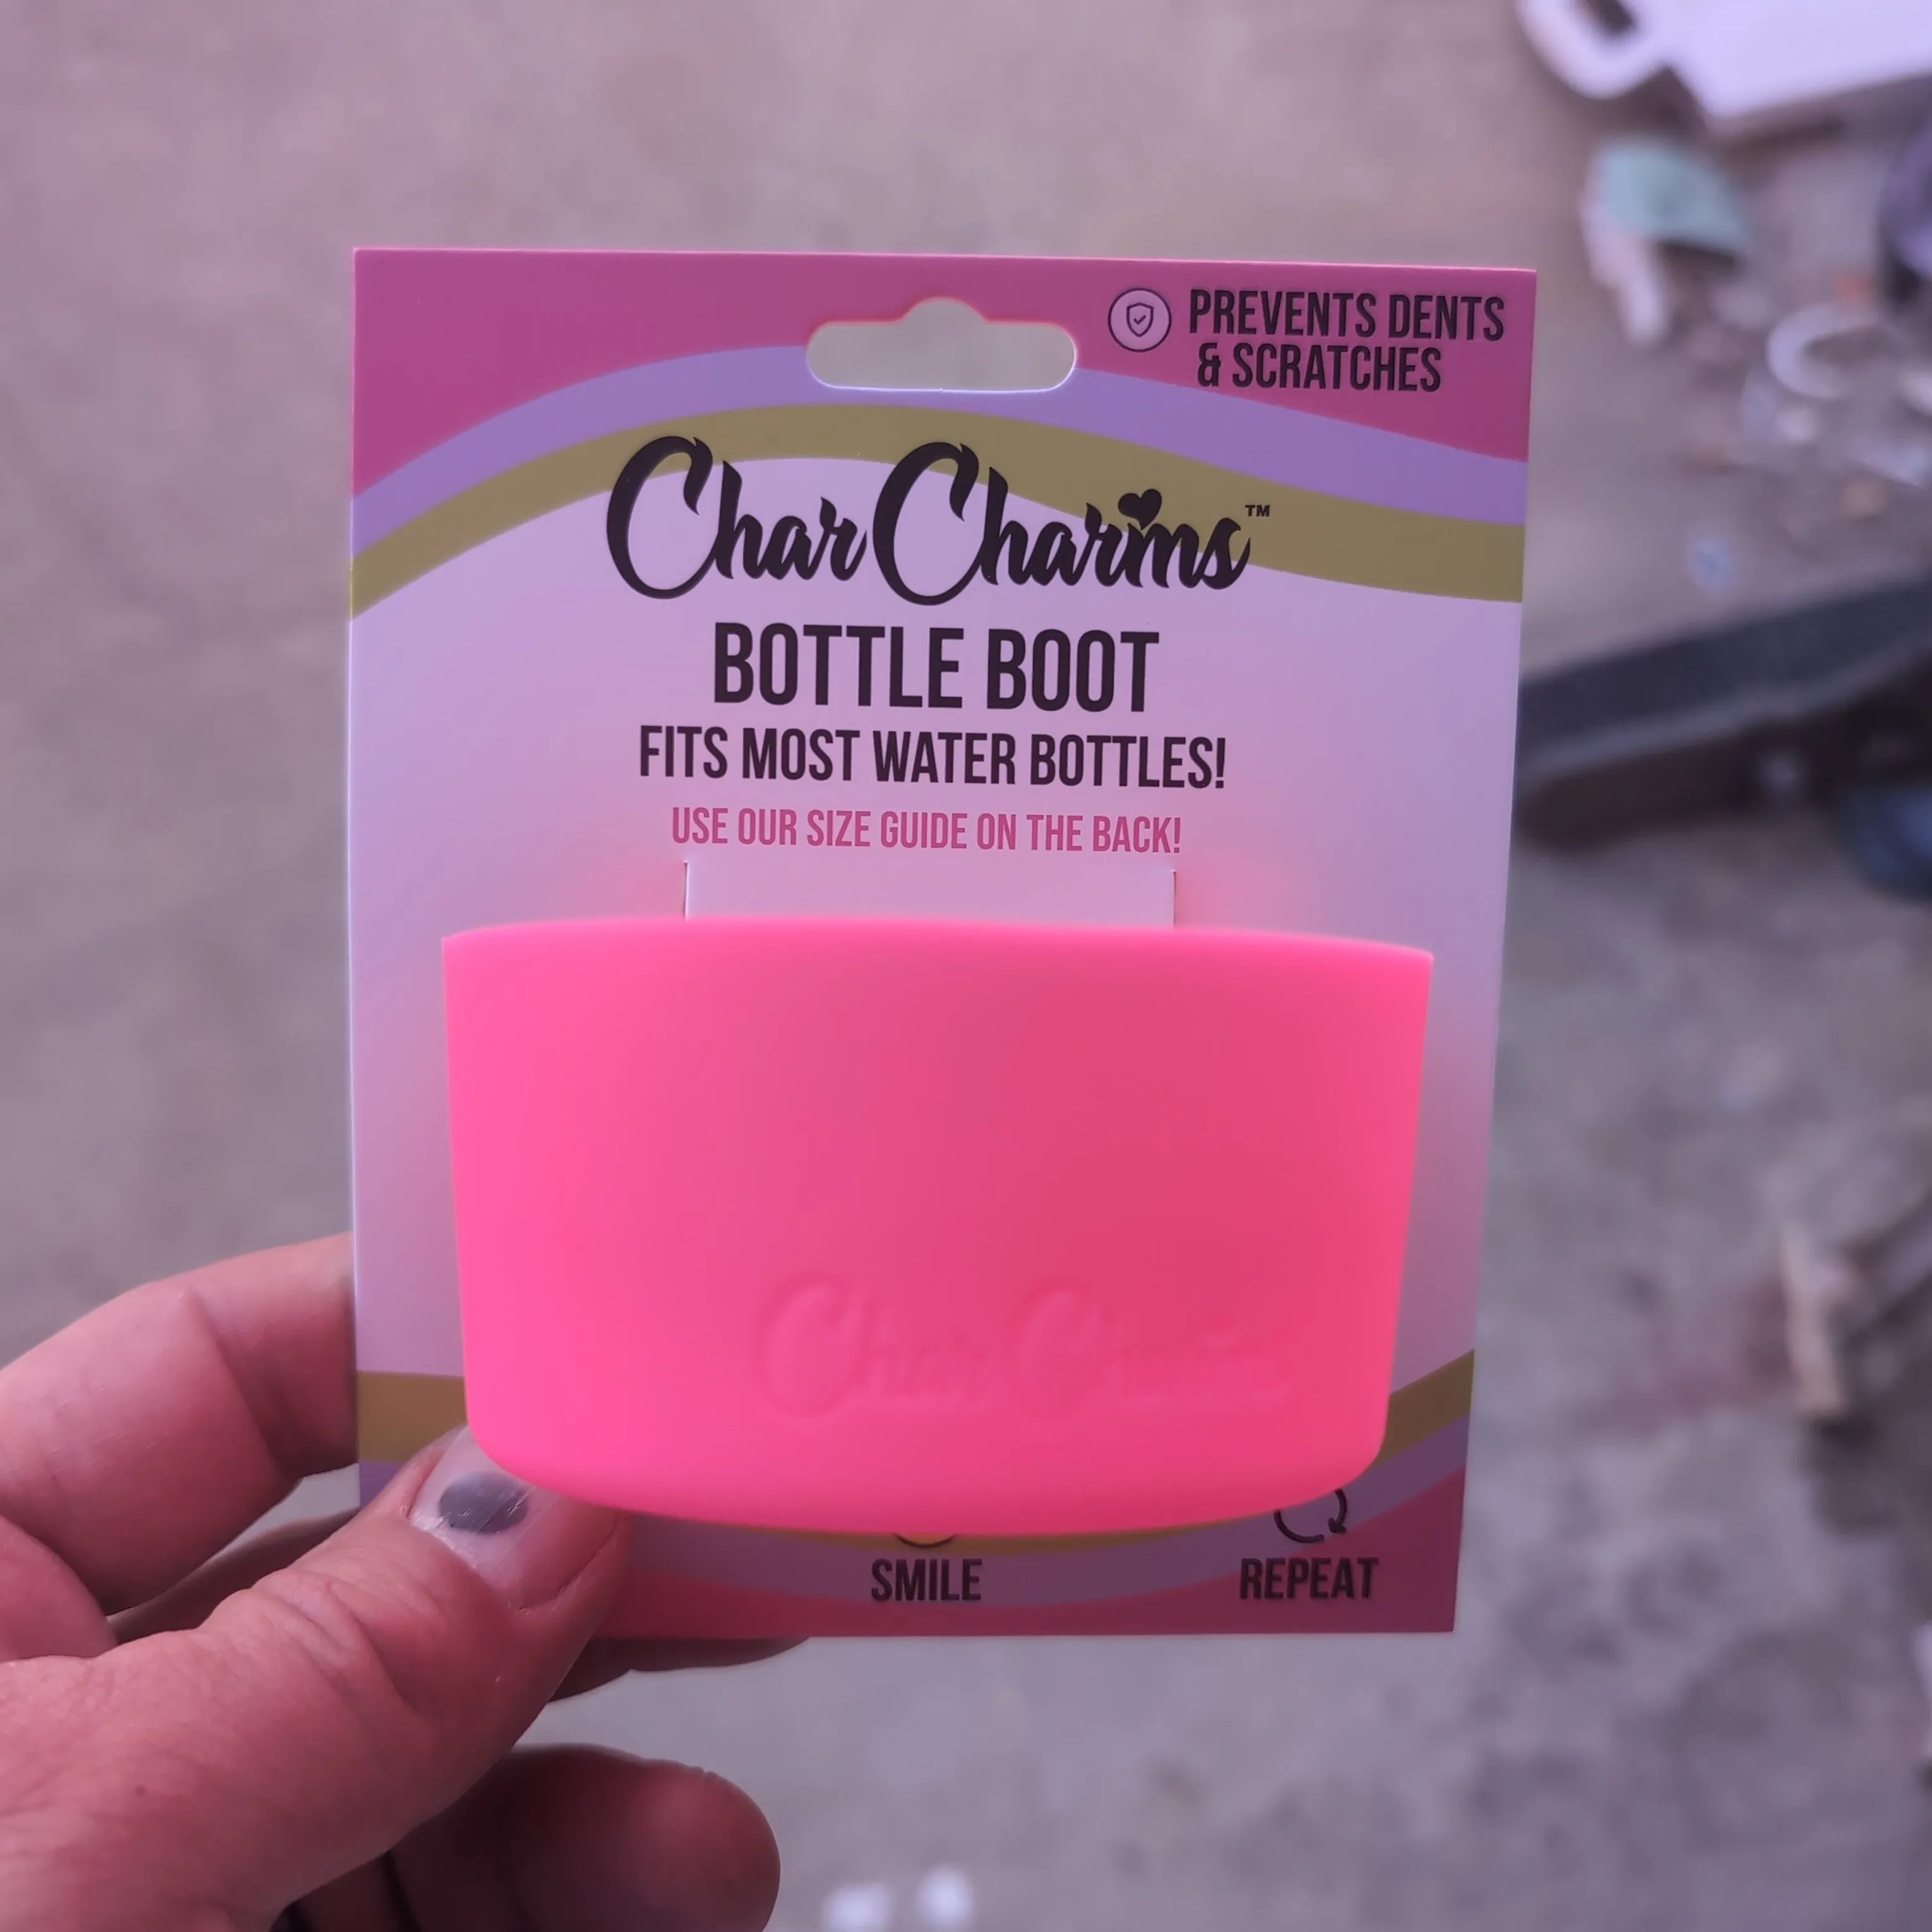 PREVENTS DENTS
& SCRATCHES
CharCharms™
BOTTLE BOOT
FITS MOST WATER BOTTLES!
USE OUR SIZE GUIDE ON THE BACK!
CharCharms
SMILE
REPEAT